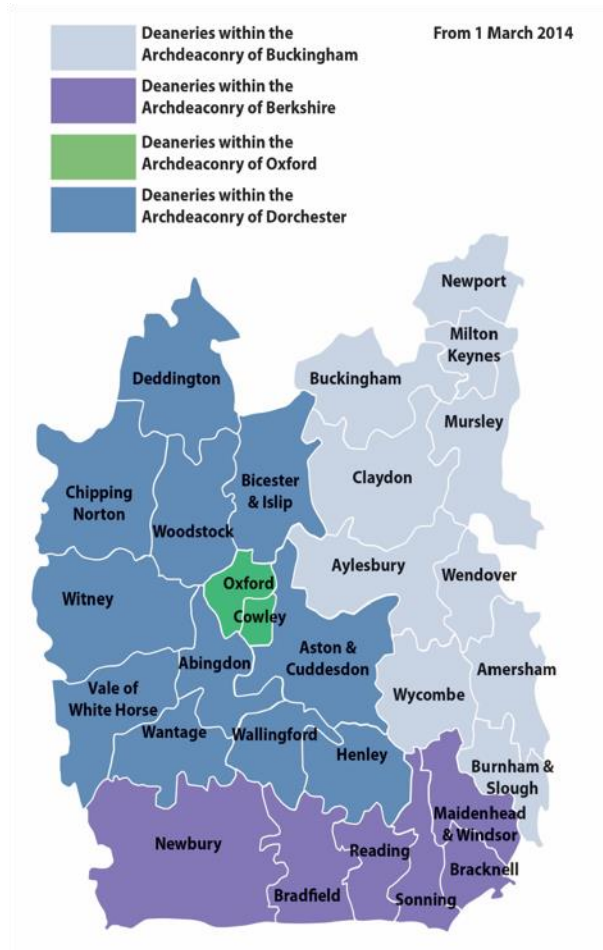 Deaneries within the
Archdeaconry of Buckingham
From 1 March 2014
Deaneries within the
Archdeaconry of Berkshire
Deaneries within the
Archdeaconry of Oxford
Deaneries within the
Archdeaconry of Dorchester
Newport
Milton
Keynes
Deddington
Buckingham
Mursley
Chipping
Norton
Bicester
& Islip
Claydon
Woodstock
Aylesbury
Wendover
Oxford
Witney
Cowley
Abingdon
Aston &
Cuddesdon
Amersham
Vale of
White Horse
Wycombe
Wantage
Wallingford
Henley
Burnham &
Slough
Maidenhead
& Windsor
Newbury
Reading
Bracknell
Bradfield
Sonning